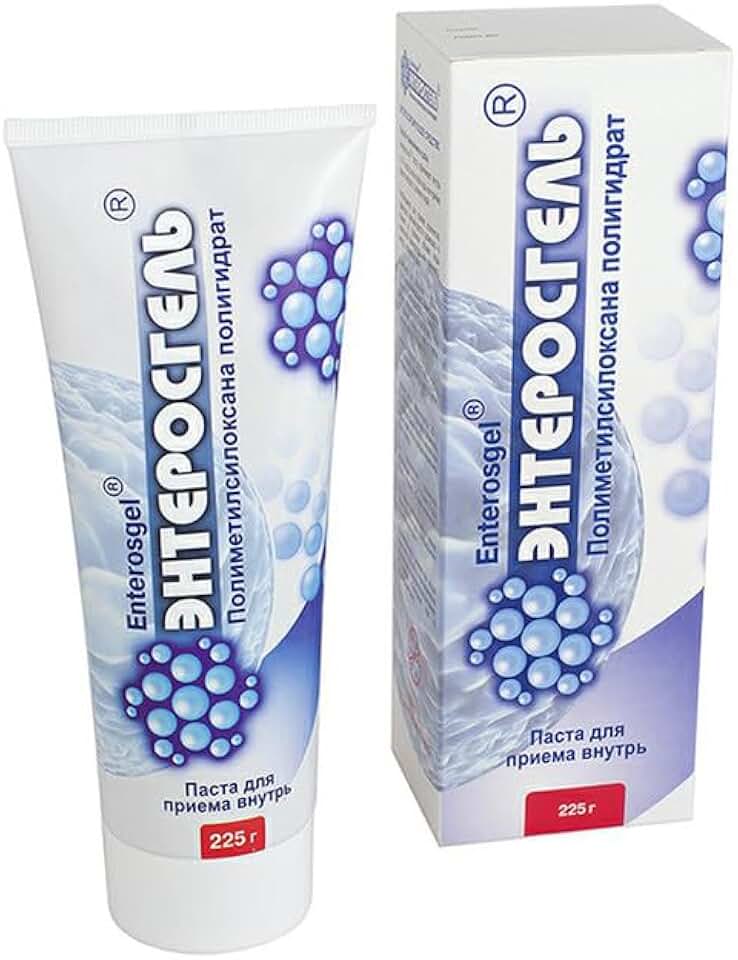 Enterosgel®
ЭНТЕРОСГЕЛЬ®
Полиметилсилоксана полигидрат
Паста для
приема внутрь
225 г
Enterosgel®
ЭНТЕРОСГЕЛЬ®
Полиметилсилоксана полигидрат
Паста для
приема внутрь
225 г